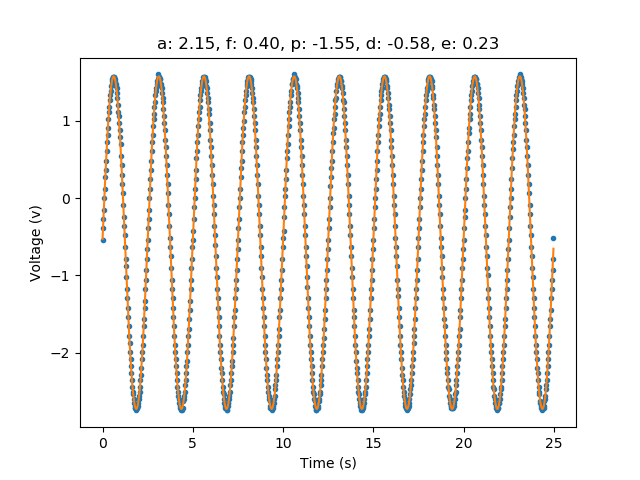 a: 2.15, f: 0.40, p: -1.55, d: -0.58, e: 0.23
1
0
−1
−2
Voltage (v)
0 5 10 15 20 25
Time (s)